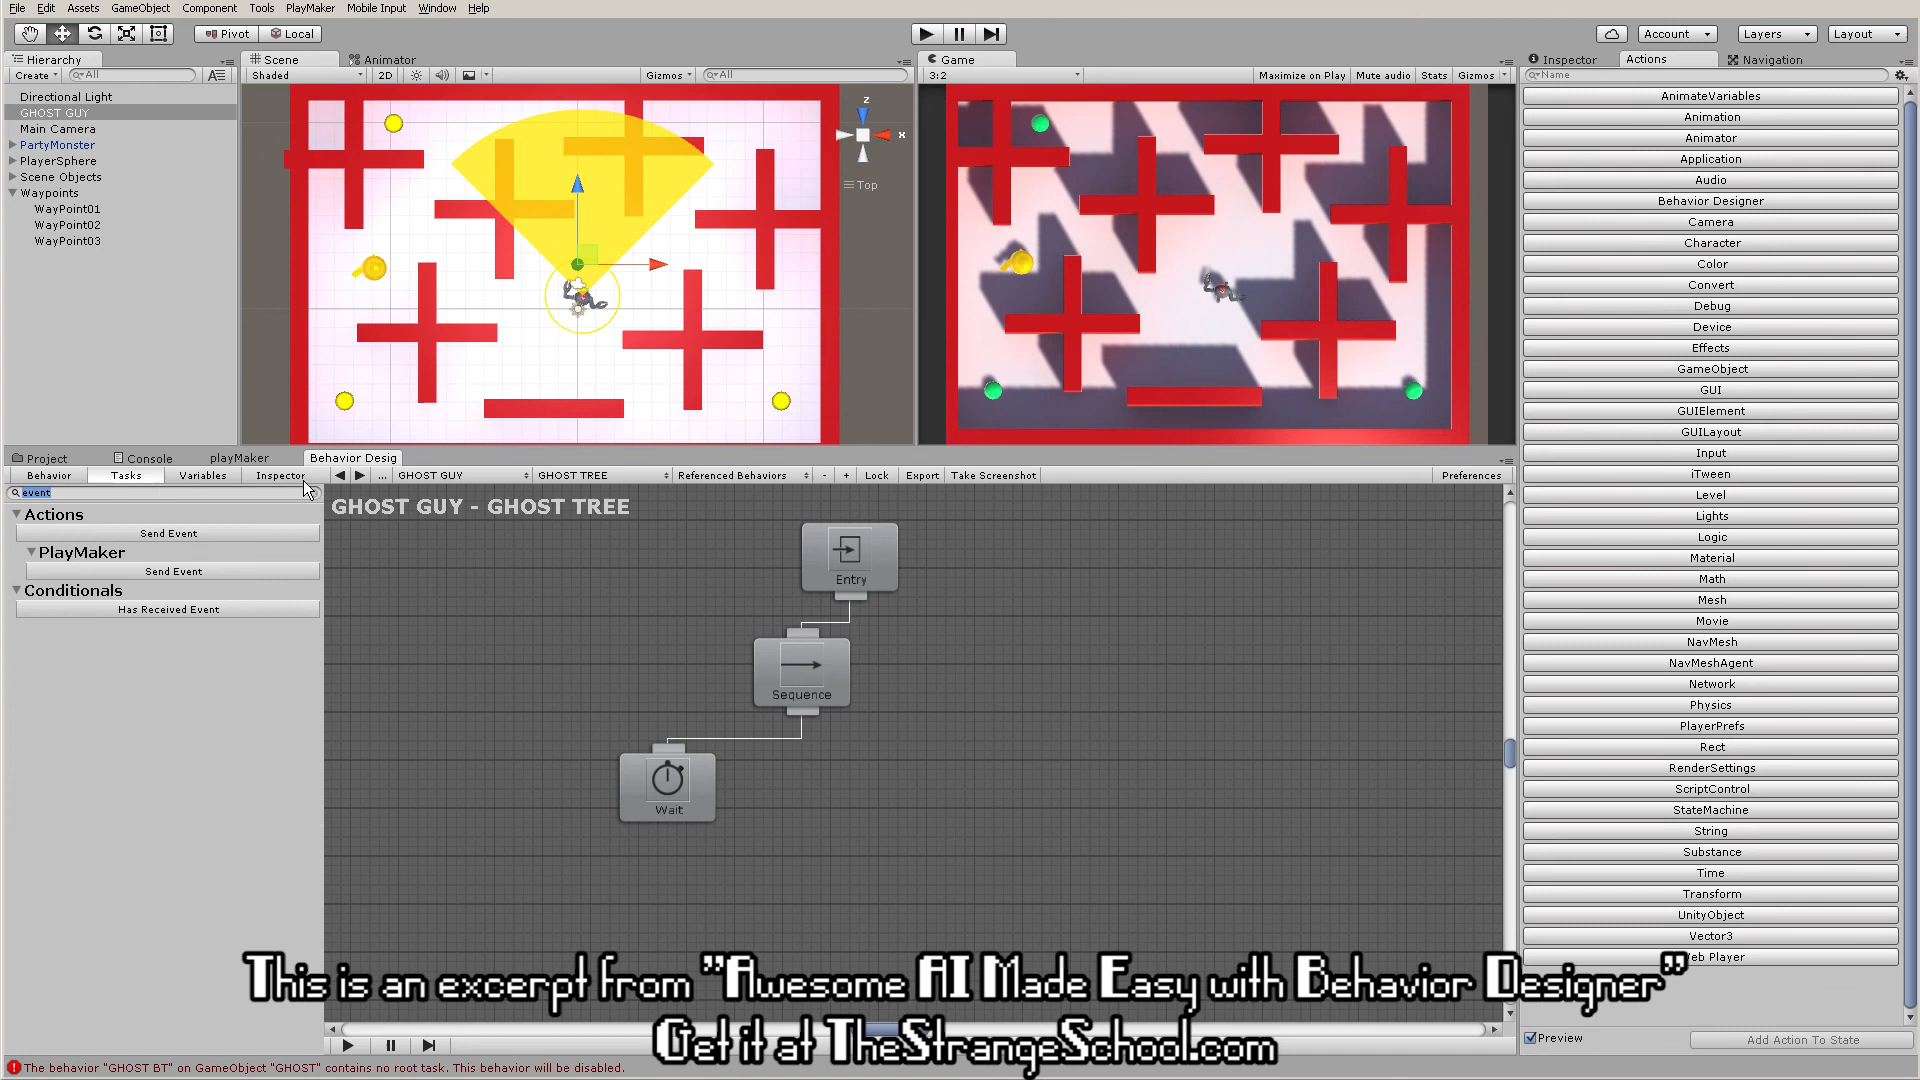 File Edit Assets GameObject Component Tools PlayMaker Mobile Input Window Help
Pivot Local Account Layers Layout
Hierarchy
Create All
Directional Light
GHOST GUY
Main Camera
PartyMonster
PlayerSphere
Scene Objects
Waypoints
WayPoint01
WayPoint02
WayPoint03
Scene Animator
Shaded 2D Gizmos All
z
x
Top
Game
3:2 Maximize on Play Mute audio Stats Gizmos
Inspector Actions Navigation
Name
AnimateVariables
Animation
Animator
Application
Audio
Behavior Designer
Camera
Character
Color
Convert
Debug
Device
Effects
GameObject
GUI
GUIElement
GUILayout
Input
iTween
Level
Lights
Logic
Material
Math
Mesh
Movie
NavMesh
NavMeshAgent
Network
Physics
PlayerPrefs
Rect
RenderSettings
ScriptControl
StateMachine
String
Substance
Time
Transform
UnityObject
Vector3
eb Player
Preview Add Action To State
Project Console playMaker Behavior Desig
Behavior Tasks Variables Inspector ... GHOST GUY GHOST TREE Referenced Behaviors - + Lock Export Take Screenshot Preferences
event
Actions
Send Event
PlayMaker
Send Event
Conditionals
Has Received Event
GHOST GUY - GHOST TREE
Entry
Sequence
Wait
This is an excerpt from "Awesome AI Made Easy with Behavior Designer"
Get it at TheStrangeSchool.com
The behavior "GHOST BT" on GameObject "GHOST" contains no root task. This behavior will be disabled.